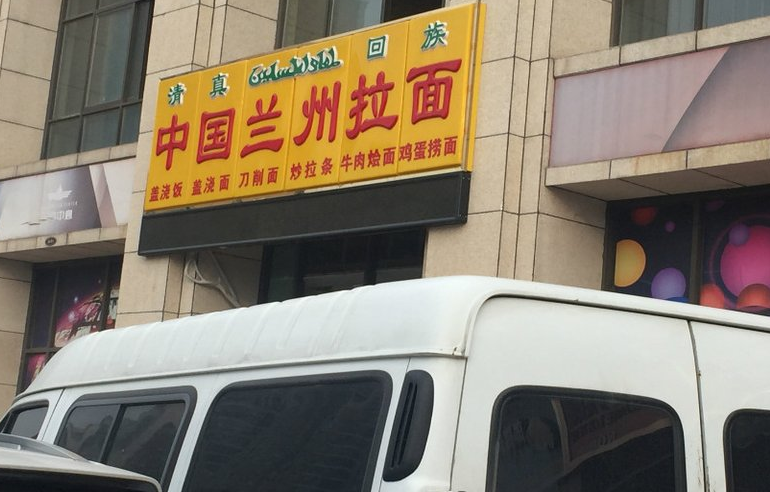 清真 回族
中国兰州拉面
盖浇饭 盖浇面 刀削面 炒拉条 牛肉烩面 鸡蛋捞面